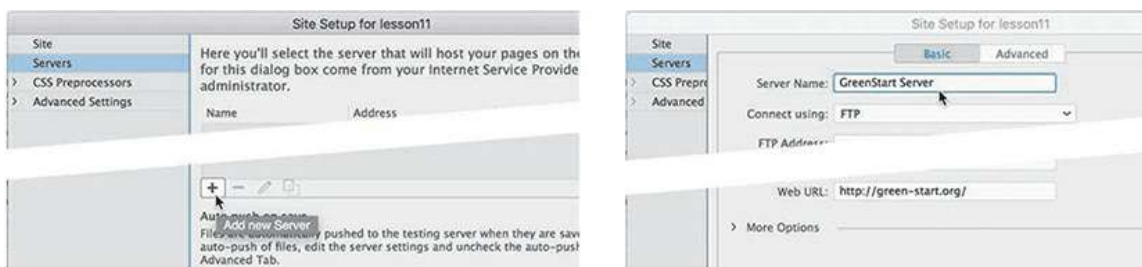 Site Setup for lesson11
Site
Servers
CSS Preprocessors
Advanced Settings
Here you'll select the server that will host your pages on the
for this dialog box come from your Internet Service Provide
administrator.
Name Address
Add new Server
pushed to the testing server when they are save
auto-push of files, edit the server settings and uncheck the auto-push
Advanced Tab.
Site Setup for lesson11
Site
Servers
CSS Prepr
Advanced
Basic Advanced
Server Name: GreenStart Server
Connect using: FTP
FTP Address:
Web URL: http://green-start.org/
More Options